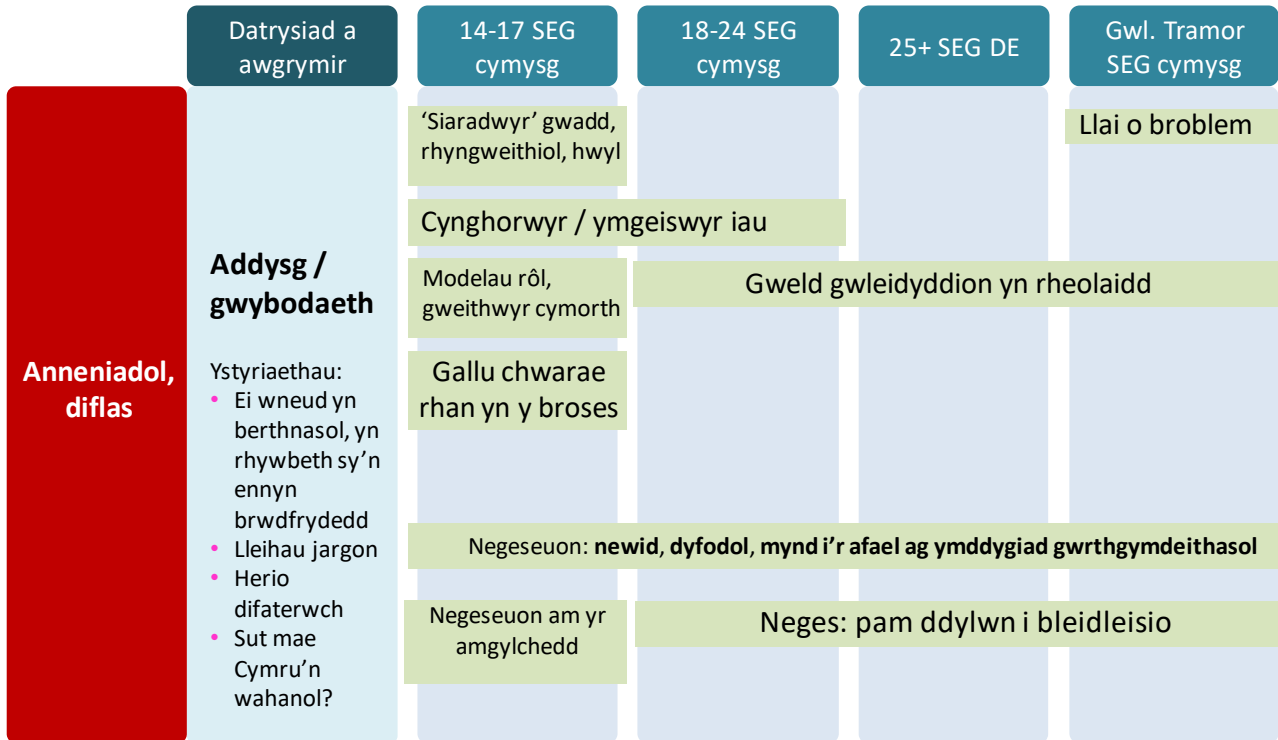 Datrysiad a
awgrymir
14-17 SEG
cymysg
18-24 SEG
cymysg
25+ SEG DE
Gwl. Tramor
SEG cymysg
Anneniadol,
diflas
Addysg /
gwybodaeth
Ystyriaethau:
• Ei wneud yn
berthnasol, yn
rhywbeth sy’n
ennyn
brwdfrydedd
• Lleihau jargon
• Herio
difaterwch
• Sut mae
Cymru’n
wahanol?
‘Siaradwyr’ gwadd,
rhyngweithiol, hwyl
Llai o broblem
Cynghorwyr / ymgeiswyr iau
Modelau rôl,
gweithwyr cymorth
Gweld gwleidyddion yn rheolaidd
Gallu chwarae
rhan yn y broses
Negeseuon: newid, dyfodol, mynd i’r afael ag ymddygiad gwrthgymdeithasol
Negeseuon am yr
amgylchedd
Neges: pam ddylwn i bleidleisio